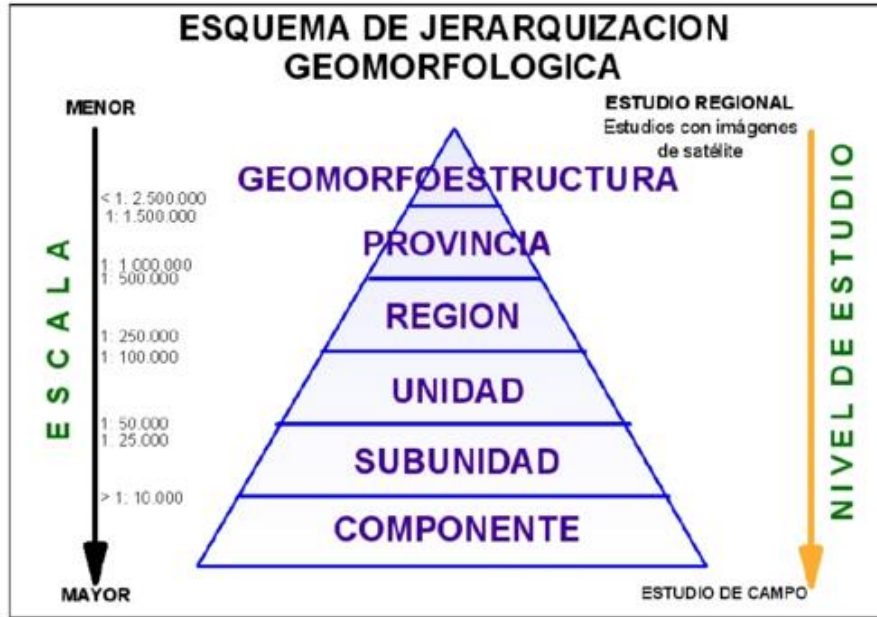 ESQUEMA DE JERARQUIZACION
GEOMORFOLOGICA
MENOR
ESTUDIO REGIONAL
Estudios con imágenes
de satélite
GEOMORFOESTRUCTURA
< 1: 2.500.000
1: 1.500.000
PROVINCIA
1: 1.000.000
1: 500.000
REGION
1: 250.000
1: 100.000
UNIDAD
1: 50.000
1: 25.000
SUBUNIDAD
> 1: 10.000
COMPONENTE
MAYOR
ESTUDIO DE CAMPO
ESCALA
NIVEL DE ESTUDIO